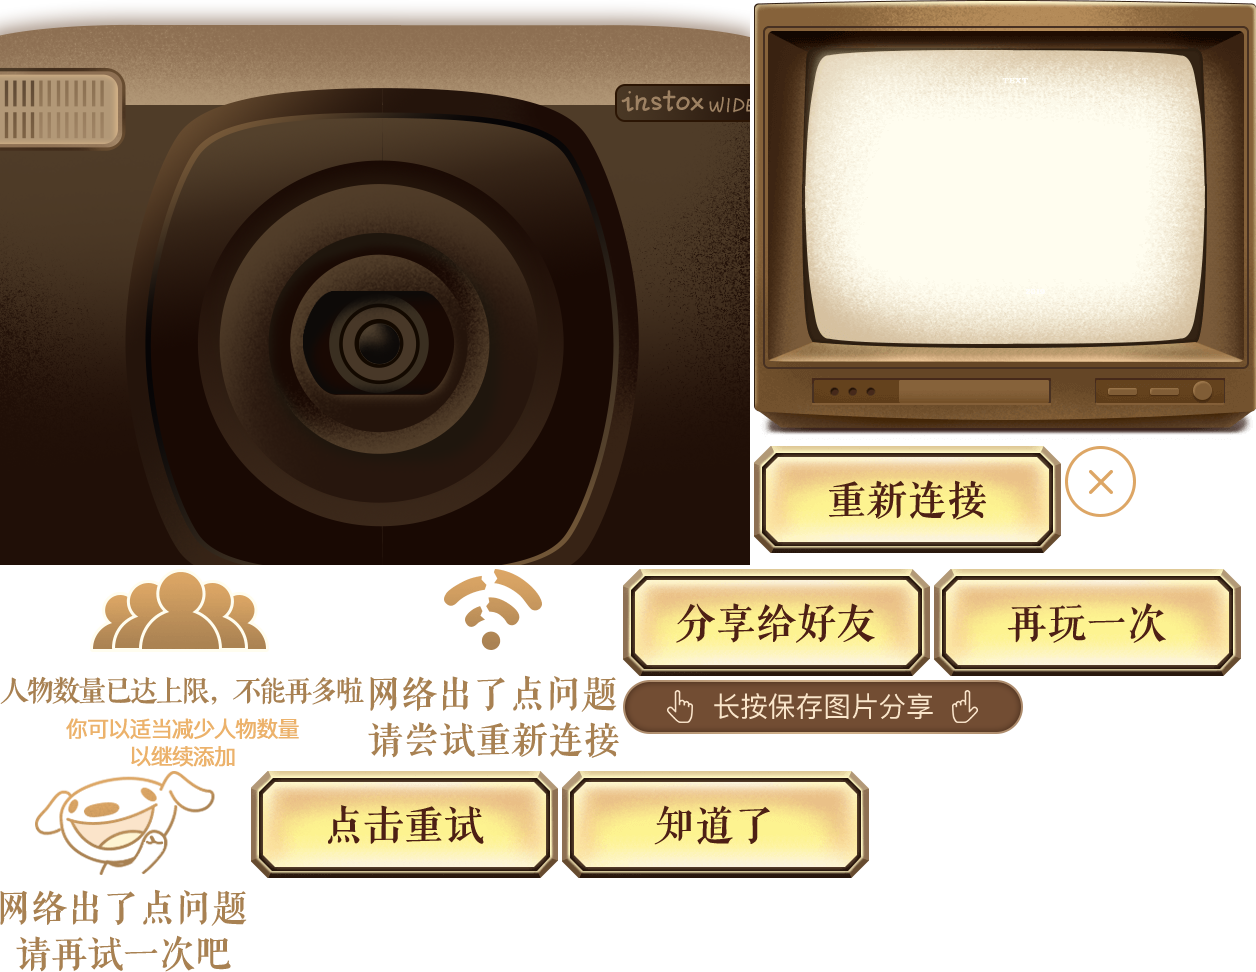 instox WIDE
重新连接
分享给好友
再玩一次
人物数量已达上限，不能再多啦
你可以适当减少人物数量
以继续添加
网络出了点问题
请尝试重新连接
长按保存图片分享
点击重试
知道了
网络出了点问题
请再试一次吧